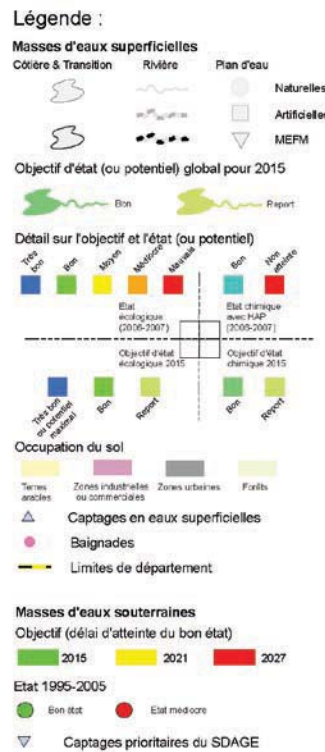 Légende :
Masses d'eaux superficielles
Côtière & Transition Rivière Plan d'eau
Naturelles
Artificielles
MEFM
Objectif d'état (ou potentiel) global pour 2015
Bon Report
Détail sur l'objectif et l'état (ou potentiel)
Très bon Bon Moyen Médiocre Mauvais Bon Non atteinte
Etat écologique (2006-2007) Etat chimique avec HAP (2006-2007)
Objectif d'état écologique 2015 Objectif d'état chimique 2015
Très bon ou potentiel maximal Bon Report Bon Report
Occupation du sol
Terres arables Zones industrielles ou commerciales Zones urbaines Forêts
Captages en eaux superficielles
Baignades
Limites de département
Masses d'eaux souterraines
Objectif (délai d'atteinte du bon état)
2015 2021 2027
Etat 1995-2005
Bon état Etat médiocre
Captages prioritaires du SDAGE